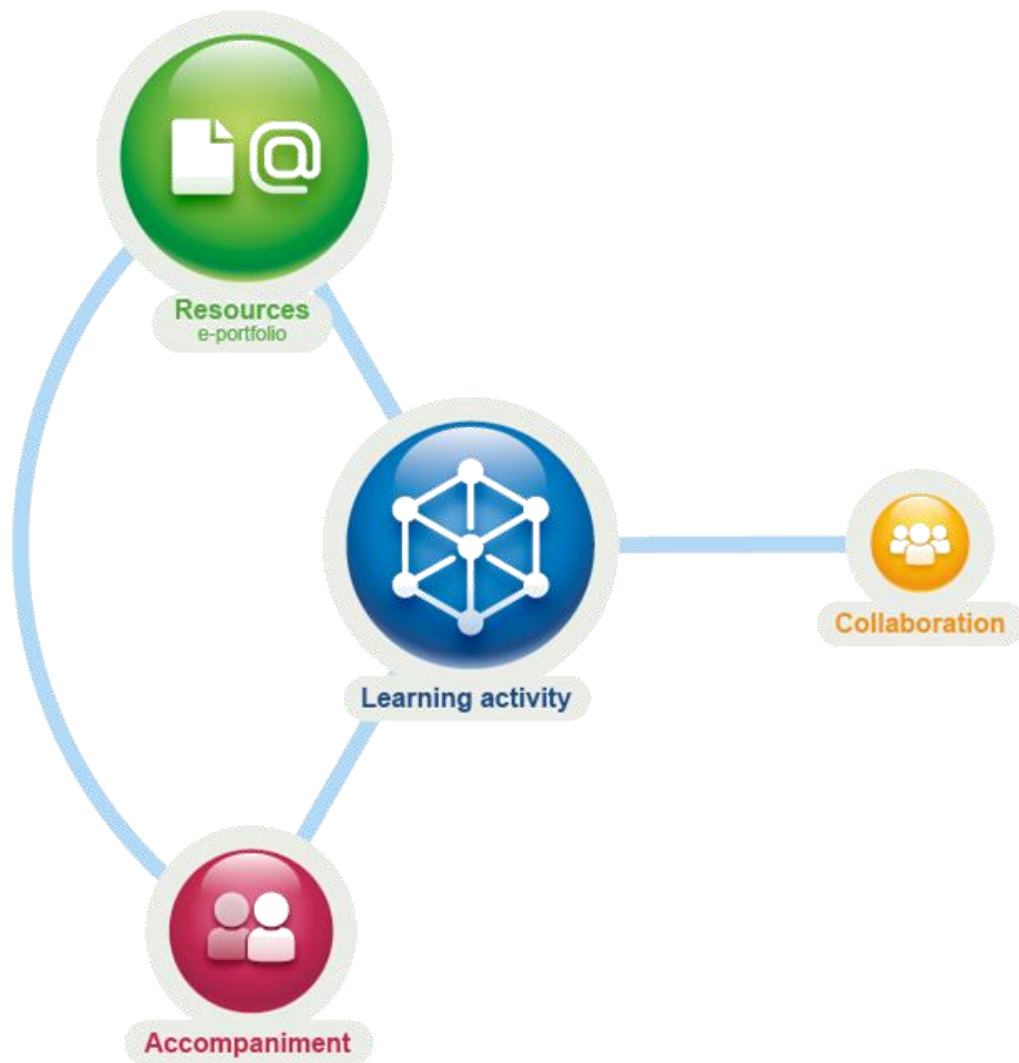 Resources
e-portfolio
Learning activity
Collaboration
Accompaniment